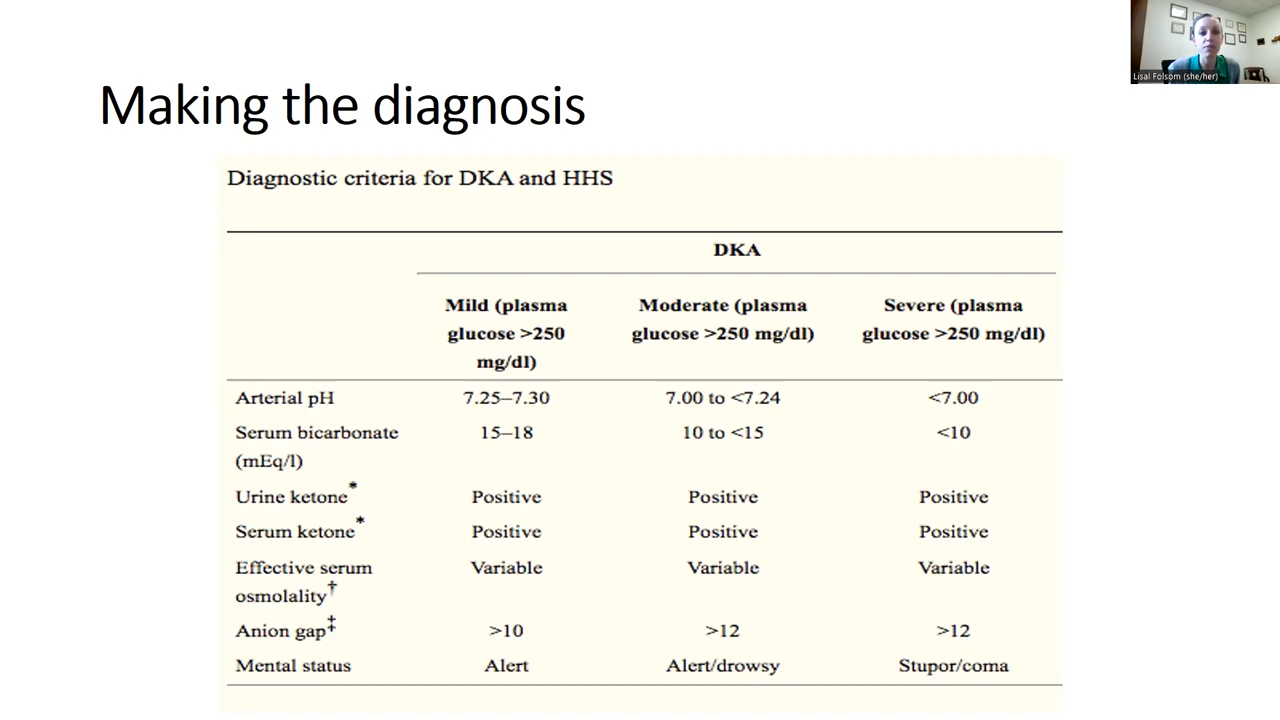 Lisal Folsom (she/her)
Making the diagnosis
Diagnostic criteria for DKA and HHS
DKA
Mild (plasma glucose >250 mg/dl) Moderate (plasma glucose >250 mg/dl) Severe (plasma glucose >250 mg/dl)
Arterial pH 7.25–7.30 7.00 to <7.24 <7.00
Serum bicarbonate (mEq/l) 15–18 10 to <15 <10
Urine ketone* Positive Positive Positive
Serum ketone* Positive Positive Positive
Effective serum osmolality† Variable Variable Variable
Anion gap‡ >10 >12 >12
Mental status Alert Alert/drowsy Stupor/coma